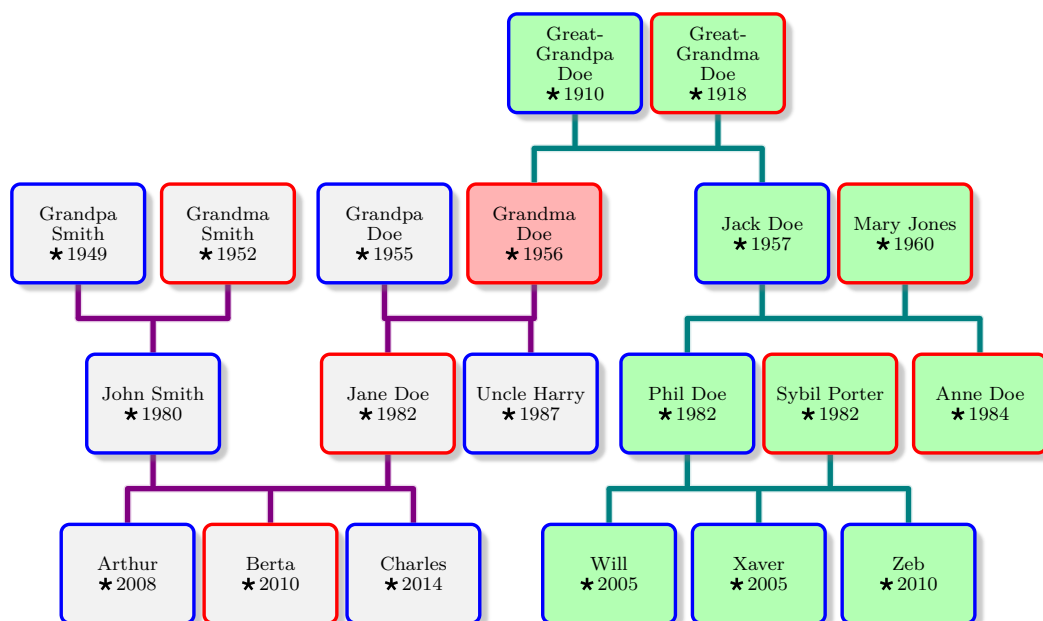 Great-
Grandpa
Doe
★ 1910
Great-
Grandma
Doe
★ 1918
Grandpa
Smith
★ 1949
Grandma
Smith
★ 1952
Grandpa
Doe
★ 1955
Grandma
Doe
★ 1956
Jack Doe
★ 1957
Mary Jones
★ 1960
John Smith
★ 1980
Jane Doe
★ 1982
Uncle Harry
★ 1987
Phil Doe
★ 1982
Sybil Porter
★ 1982
Anne Doe
★ 1984
Arthur
★ 2008
Berta
★ 2010
Charles
★ 2014
Will
★ 2005
Xaver
★ 2005
Zeb
★ 2010